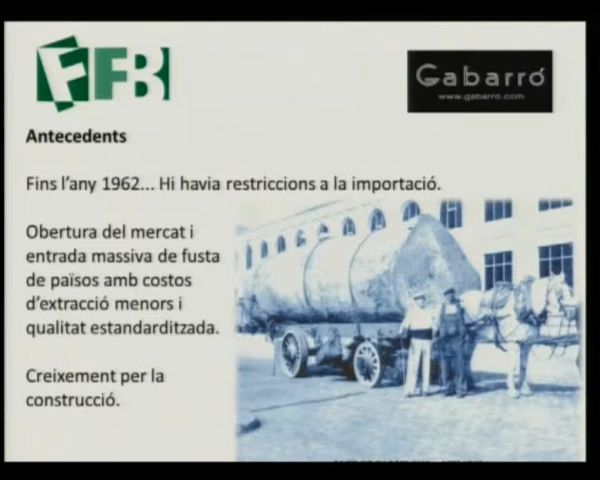 FFB
Gabarró
www.gabarro.com
Antecedents
Fins l'any 1962... Hi havia restriccions a la importació.
Obertura del mercat i
entrada massiva de fusta
de països amb costos
d'extracció menors i
qualitat estandarditzada.
Creixement per la
construcció.